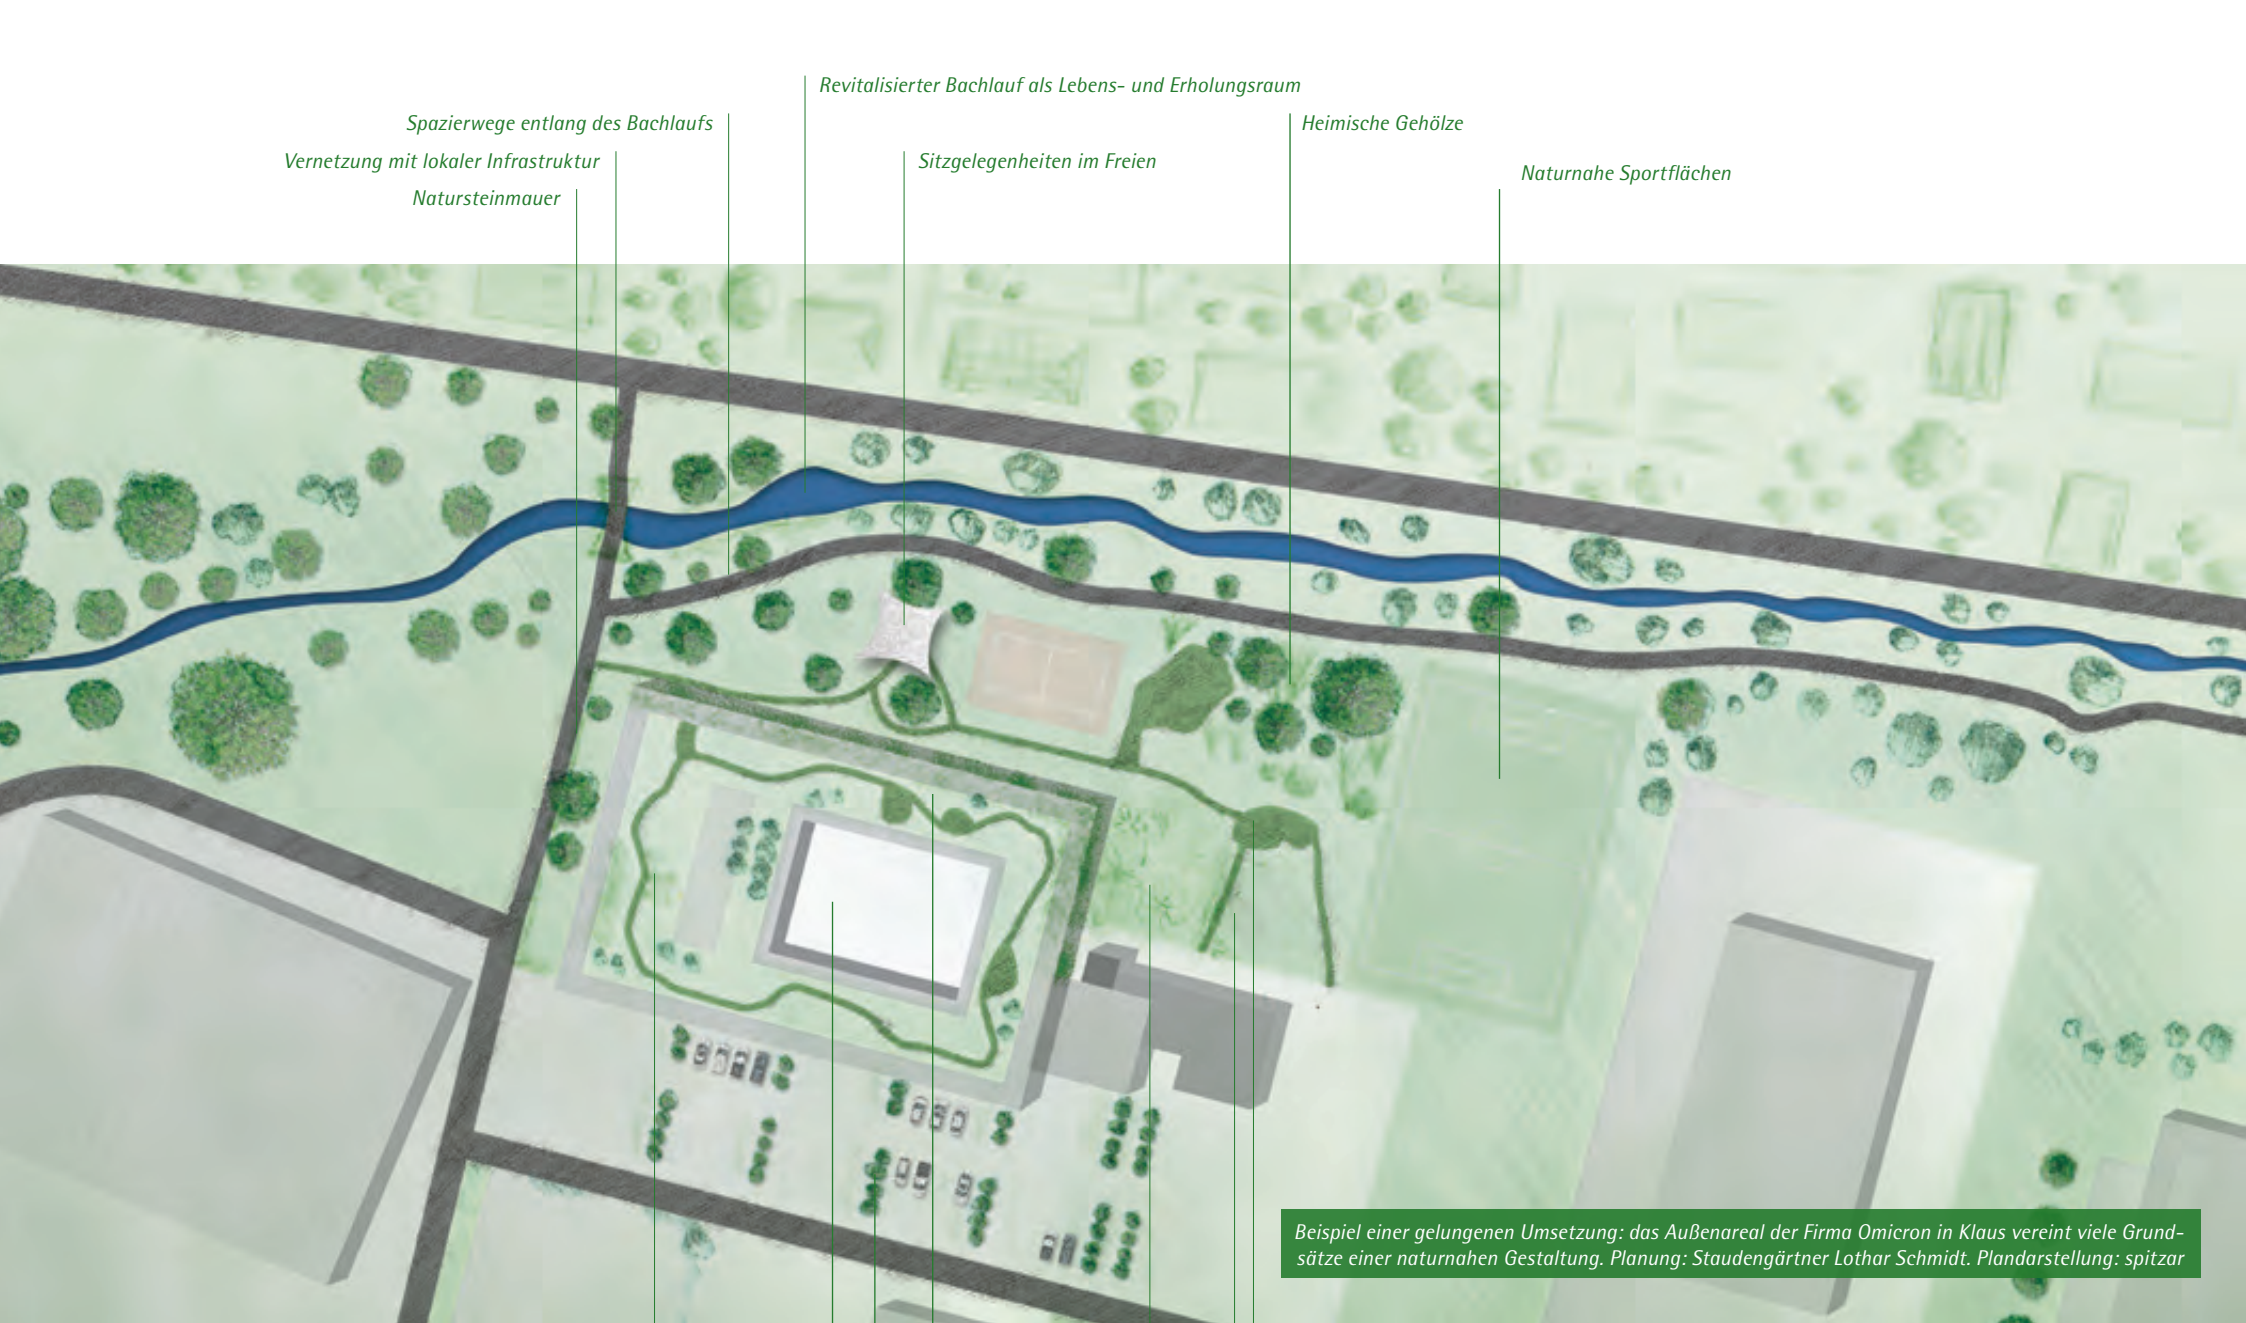 Revitalisierter Bachlauf als Lebens- und Erholungsraum
Spazierwege entlang des Bachlaufs
Heimische Gehölze
Vernetzung mit lokaler Infrastruktur
Sitzgelegenheiten im Freien
Naturnahe Sportflächen
Natursteinmauer
Beispiel einer gelungenen Umsetzung: das Außenareal der Firma Omicron in Klaus vereint viele Grund-
sätze einer naturnahen Gestaltung. Planung: Staudengärtner Lothar Schmidt. Plandarstellung: spitzar